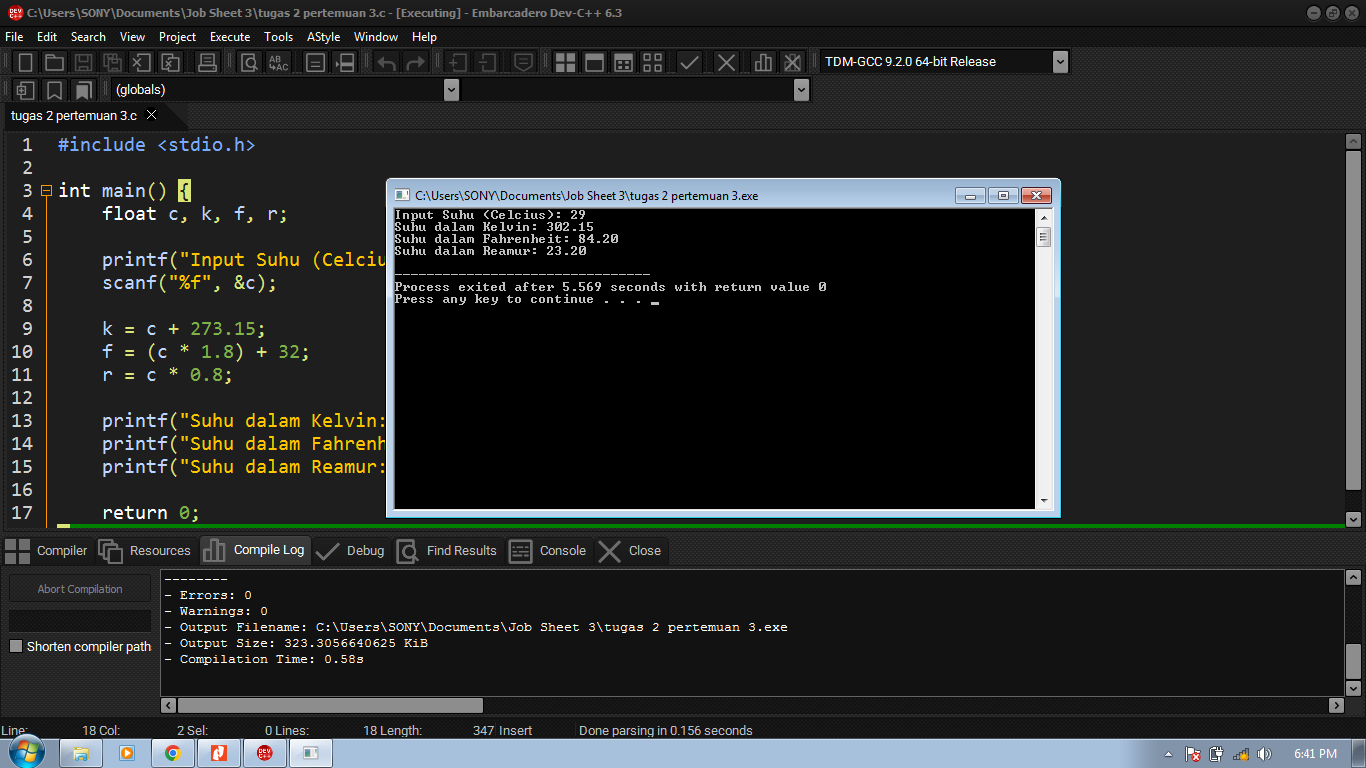 C:\Users\SONY\Documents\Job Sheet 3\tugas 2 pertemuan 3.c - [Executing] - Embarcadero Dev-C++ 6.3
File Edit Search View Project Execute Tools AStyle Window Help
TDM-GCC 9.2.0 64-bit Release
(globals)
tugas 2 pertemuan 3.c
1 #include <stdio.h>
2
3 int main() {
4 float c, k, f, r;
5
6 printf("Input Suhu (Celciu
7 scanf("%f", &c);
8
9 k = c + 273.15;
10 f = (c * 1.8) + 32;
11 r = c * 0.8;
12
13 printf("Suhu dalam Kelvin:
14 printf("Suhu dalam Fahrenh
15 printf("Suhu dalam Reamur:
16
17 return 0;
C:\Users\SONY\Documents\Job Sheet 3\tugas 2 pertemuan 3.exe
Input Suhu (Celcius): 29
Suhu dalam Kelvin: 302.15
Suhu dalam Fahrenheit: 84.20
Suhu dalam Reamur: 23.20
--------------------------------
Process exited after 5.569 seconds with return value 0
Press any key to continue . . .
Compiler Resources Compile Log Debug Find Results Console Close
Abort Compilation
Shorten compiler path
--------
- Errors: 0
- Warnings: 0
- Output Filename: C:\Users\SONY\Documents\Job Sheet 3\tugas 2 pertemuan 3.exe
- Output Size: 323.3056640625 KiB
- Compilation Time: 0.58s
Line: 18 Col: 2 Sel: 0 Lines: 18 Length: 347 Insert Done parsing in 0.156 seconds
6:41 PM